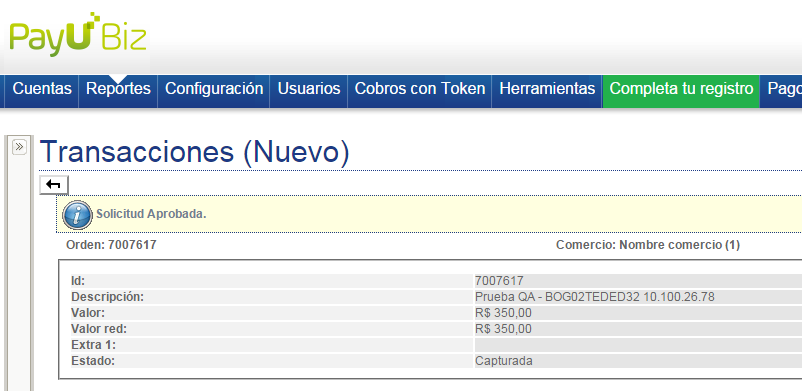 PayU Biz
Cuentas Reportes Configuración Usuarios Cobros con Token Herramientas Completa tu registro Pago
Transacciones (Nuevo)
Solicitud Aprobada.
Orden: 7007617 Comercio: Nombre comercio (1)
Id: 7007617
Descripción: Prueba QA - BOG02TEDED32 10.100.26.78
Valor: R$ 350,00
Valor red: R$ 350,00
Extra 1:
Estado: Capturada